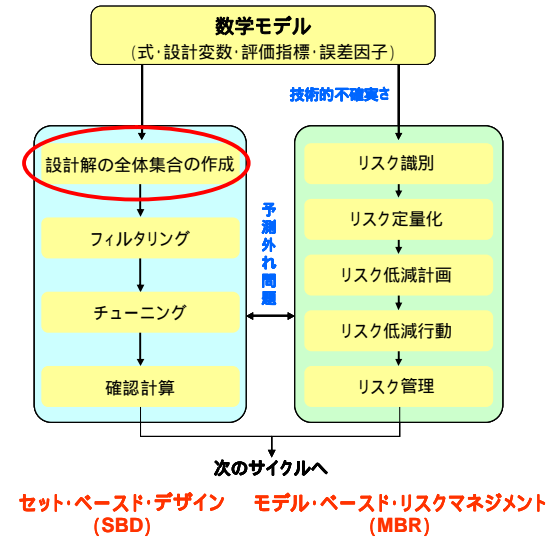 数学モデル
(式・設計変数・評価指標・誤差因子)
技術的不確実さ
設計解の全体集合の作成
フィルタリング
チューニング
確認計算
予測外れ問題
リスク識別
リスク定量化
リスク低減計画
リスク低減行動
リスク管理
次のサイクルへ
セット・ベースド・デザイン
(SBD)
モデル・ベースド・リスクマネジメント
(MBR)